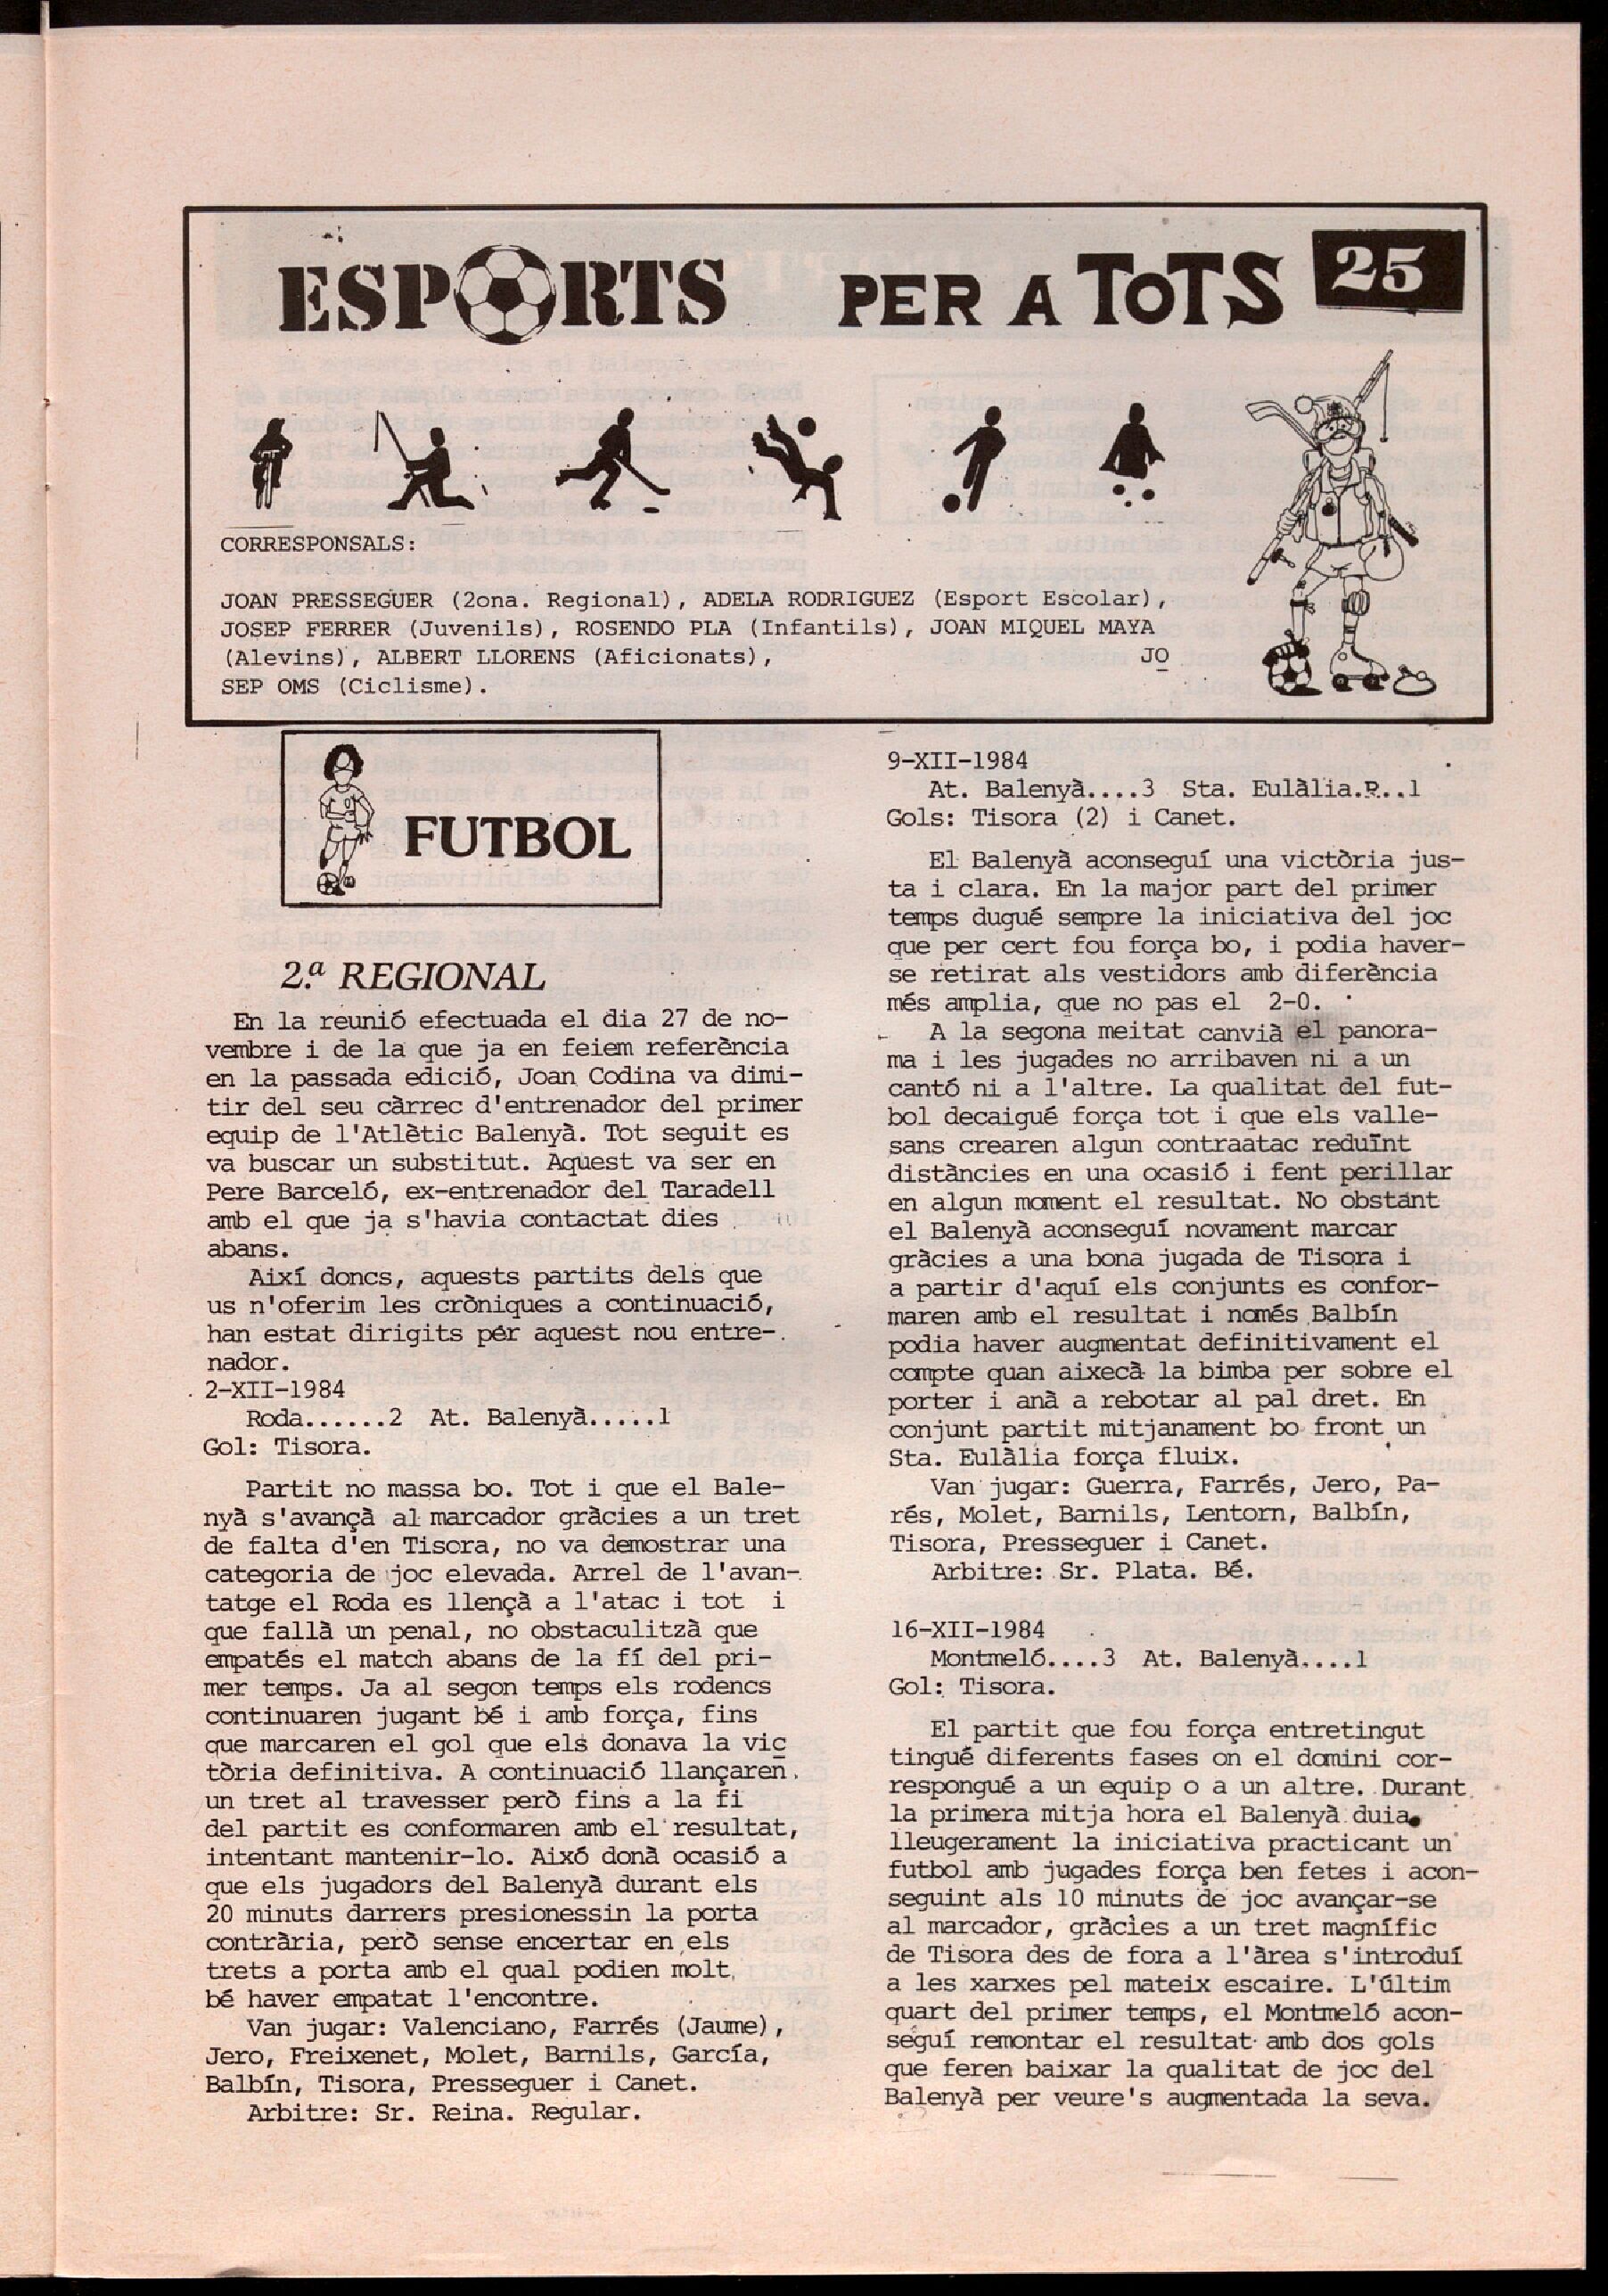 ESPORTS PER A TOTS 25
CORRESPONSALS:
JOAN PRESSEGUER (2ona. Regional), ADELA RODRIGUEZ (Esport Escolar),
JOSEP FERRER (Juvenils), ROSENDO PLA (Infantils), JOAN MIQUEL MAYA
(Alevins), ALBERT LLORENS (Aficionats), JO
SEP OMS (Ciclisme).
FUTBOL
2.ª REGIONAL
En la reunió efectuada el dia 27 de no-
vembre i de la que ja en feiem referència
en la passada edició, Joan Codina va dimi-
tir del seu càrrec d'entrenador del primer
equip de l'Atlètic Balenyà. Tot seguit es
va buscar un substitut. Aquest va ser en
Pere Barceló, ex-entrenador del Taradell
amb el que ja s'havia contactat dies
abans.
Així doncs, aquests partits dels que
us n'oferim les cròniques a continuació,
han estat dirigits per aquest nou entre-
nador.
2-XII-1984
Roda......2 At. Balenyà.....1
Gol: Tisora.
Partit no massa bo. Tot i que el Bale-
nyà s'avançà al marcador gràcies a un tret
de falta d'en Tisora, no va demostrar una
categoria de joc elevada. Arrel de l'avan-
tatge el Roda es llençà a l'atac i tot i
que fallà un penal, no obstaculitzà que
empatés el match abans de la fí del pri-
mer temps. Ja al segon temps els rodencs
continuaren jugant bé i amb força, fins
que marcaren el gol que els donava la vic
tòria definitiva. A continuació llançaren
un tret al travesser però fins a la fi
del partit es conformaren amb el resultat,
intentant mantenir-lo. Aixó donà ocasió a
que els jugadors del Balenyà durant els
20 minuts darrers presionessin la porta
contrària, però sense encertar en els
trets a porta amb el qual podien molt
bé haver empatat l'encontre.
Van jugar: Valenciano, Farrés (Jaume),
Jero, Freixenet, Molet, Barnils, García,
Balbín, Tisora, Presseguer i Canet.
Arbitre: Sr. Reina. Regular.
9-XII-1984
At. Balenyà....3 Sta. Eulàlia.R..1
Gols: Tisora (2) i Canet.
El Balenyà aconseguí una victòria jus-
ta i clara. En la major part del primer
temps dugué sempre la iniciativa del joc
que per cert fou força bo, i podia haver-
se retirat als vestidors amb diferència
més amplia, que no pas el 2-0.
A la segona meitat canvià el panora-
ma i les jugades no arribaven ni a un
cantó ni a l'altre. La qualitat del fut-
bol decaigué força tot i que els valle-
sans crearen algun contraatac reduïnt
distàncies en una ocasió i fent perillar
en algun moment el resultat. No obstant
el Balenyà aconseguí novament marcar
gràcies a una bona jugada de Tisora i
a partir d'aquí els conjunts es confor-
maren amb el resultat i només Balbín
podia haver augmentat definitivament el
compte quan aixecà la bimba per sobre el
porter i anà a rebotar al pal dret. En
conjunt partit mitjanament bo front un
Sta. Eulàlia força fluix.
Van jugar: Guerra, Farrés, Jero, Pa-
rés, Molet, Barnils, Lentorn, Balbín,
Tisora, Presseguer i Canet.
Arbitre: Sr. Plata. Bé.
16-XII-1984
Montmeló....3 At. Balenyà....1
Gol: Tisora.
El partit que fou força entretingut
tingué diferents fases on el domini cor-
respongué a un equip o a un altre. Durant
la primera mitja hora el Balenyà duia
lleugerament la iniciativa practicant un
futbol amb jugades força ben fetes i acon-
seguint als 10 minuts de joc avançar-se
al marcador, gràcies a un tret magnífic
de Tisora des de fora a l'àrea s'introduí
a les xarxes pel mateix escaire. L'últim
quart del primer temps, el Montmeló acon-
seguí remontar el resultat amb dos gols
que feren baixar la qualitat de joc del
Balenyà per veure's augmentada la seva.